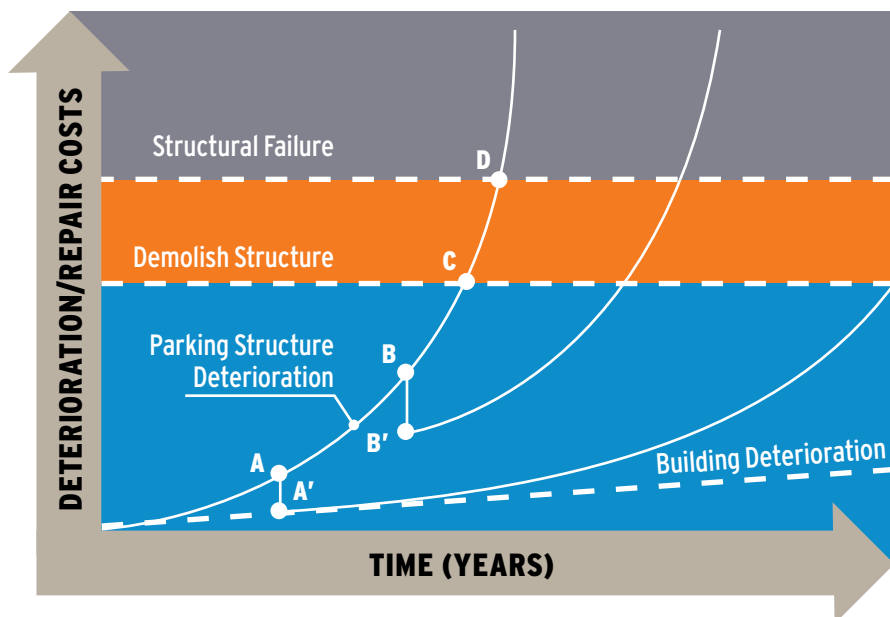 DETERIORATION/REPAIR COSTS
Structural Failure
D
Demolish Structure
C
Parking Structure
Deterioration
B
B'
A
A'
Building Deterioration
TIME (YEARS)